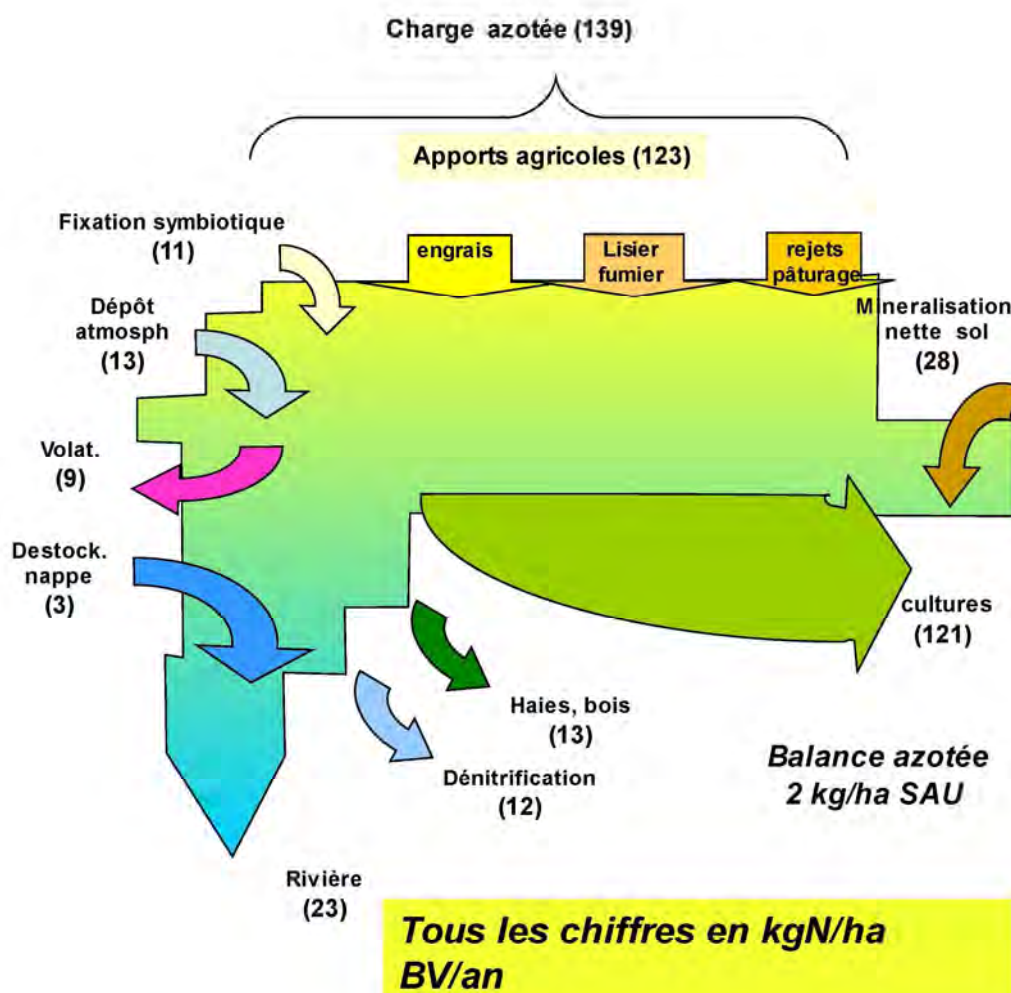 Charge azotée (139)
Apports agricoles (123)
Fixation symbiotique
(11)
engrais
Lisier
fumier
rejets
pâturage
Dépôt
atmosph
(13)
Mineralisation
nette sol
(28)
Volat.
(9)
Destock.
nappe
(3)
cultures
(121)
Haies, bois
(13)
Dénitrification
(12)
Balance azotée
2 kg/ha SAU
Rivière
(23)
Tous les chiffres en kgN/ha
BV/an